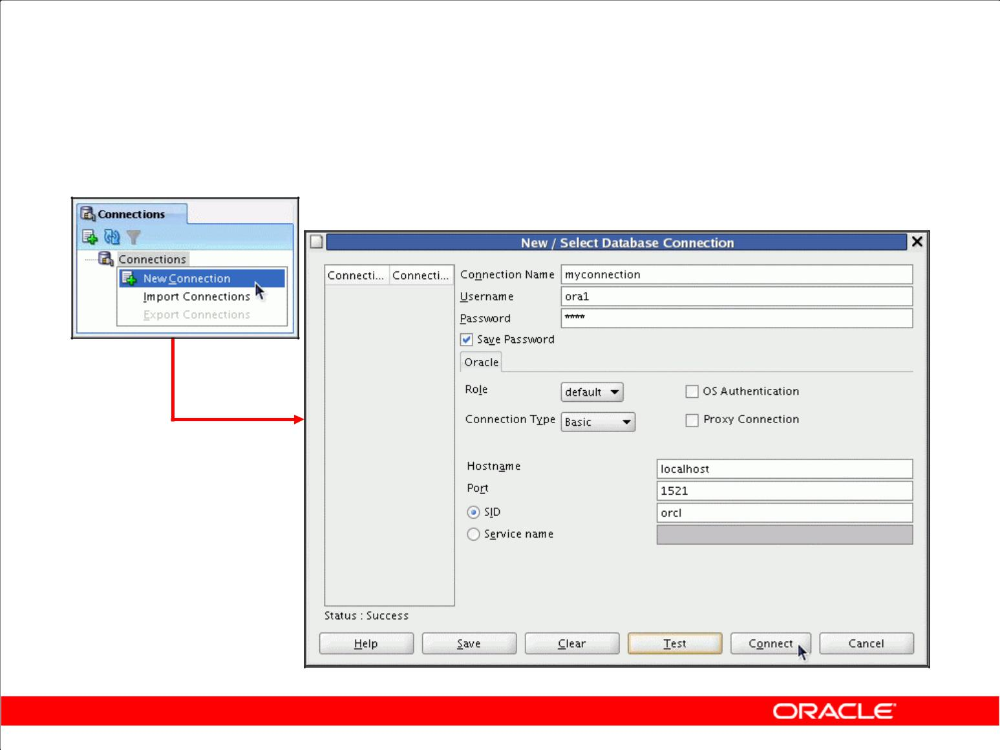 Connections
Connections
New Connection
Import Connections
Export Connections
New / Select Database Connection
Connecti... Connecti...
Connection Name myconnection
Username ora1
Password ****
Save Password
Oracle
Role default OS Authentication
Connection Type Basic Proxy Connection
Hostname localhost
Port 1521
SID orcl
Service name
Status : Success
Help Save Clear Test Connect Cancel
ORACLE